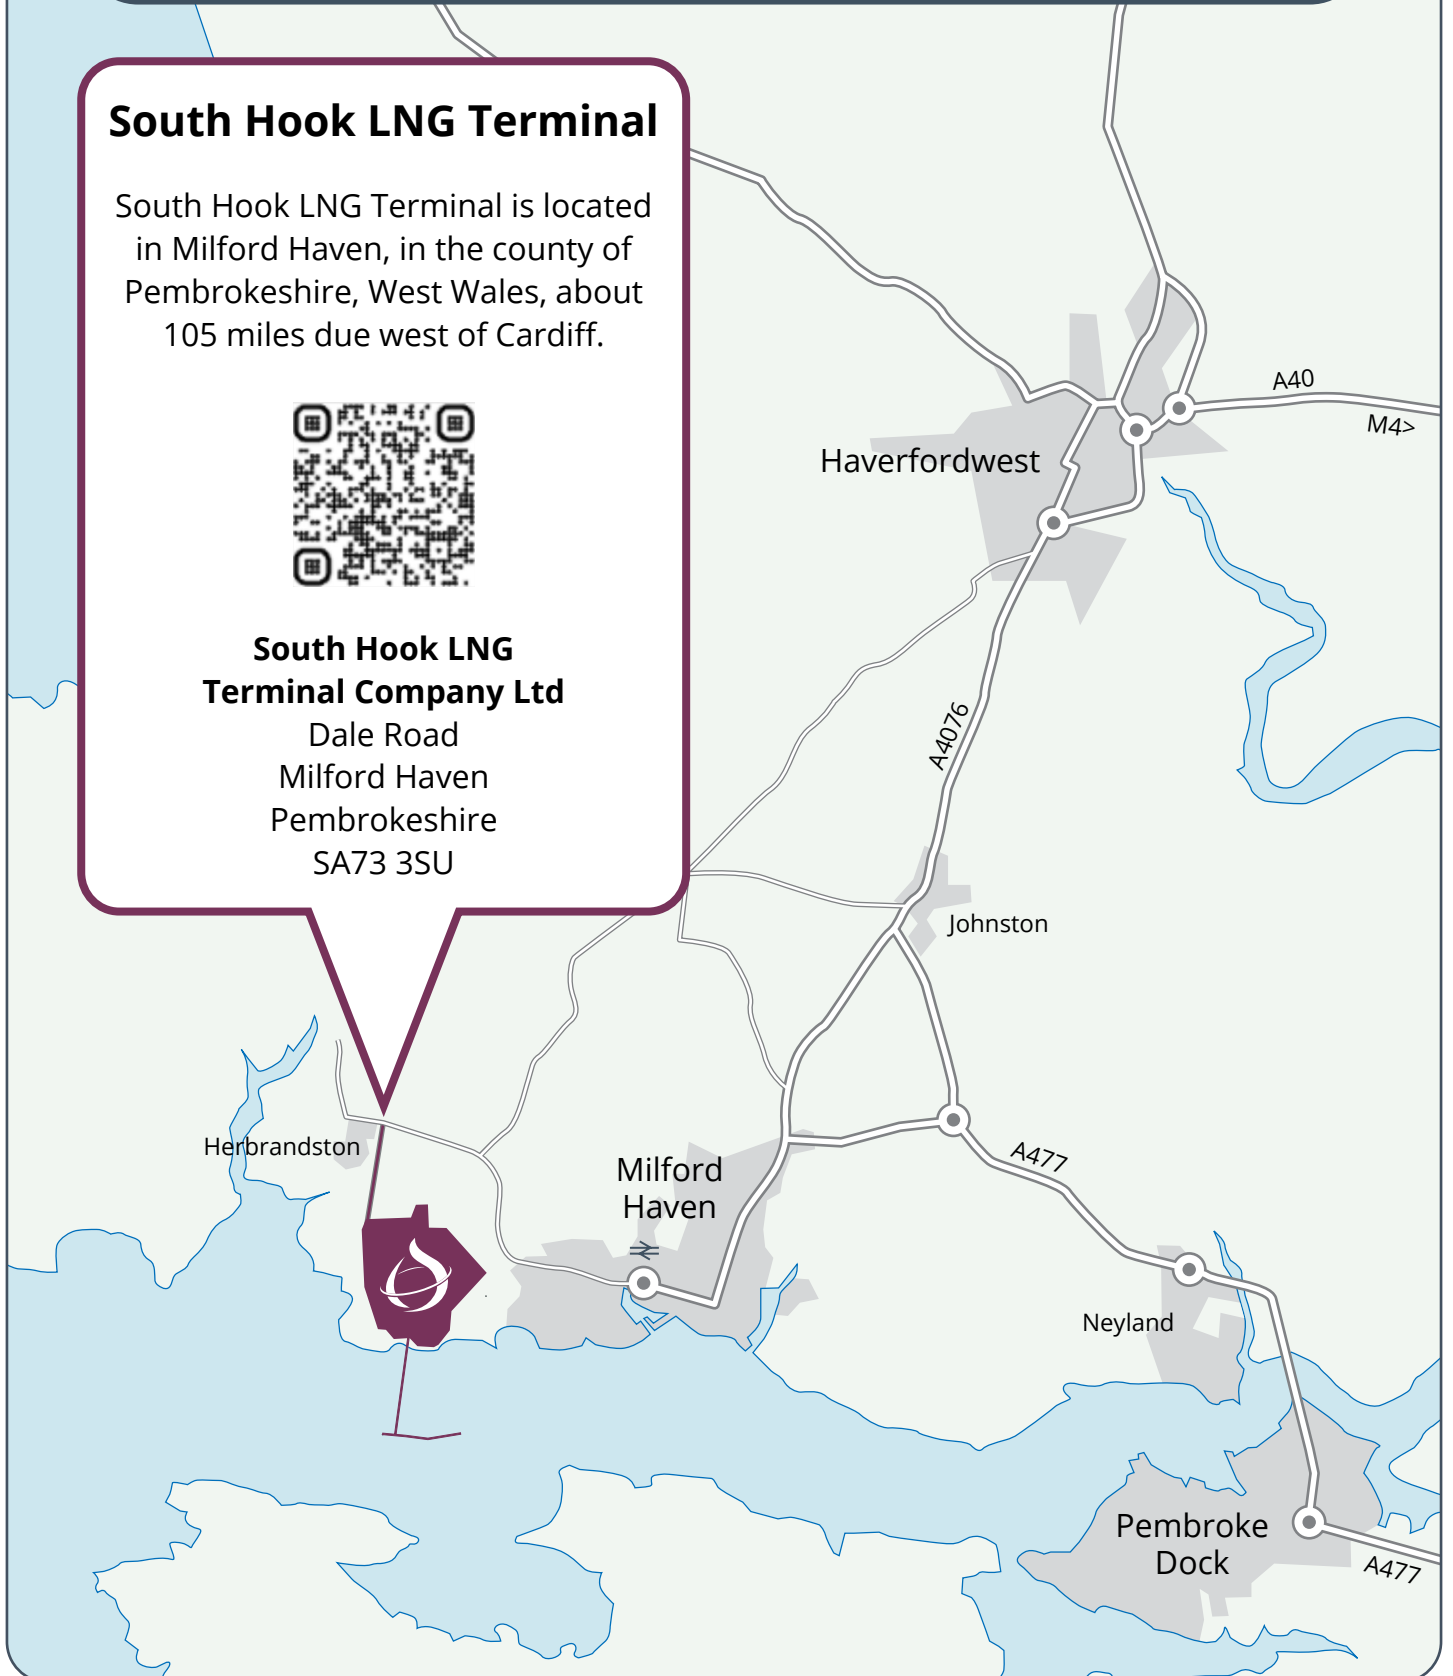 South Hook LNG Terminal
South Hook LNG Terminal is located
in Milford Haven, in the county of
Pembrokeshire, West Wales, about
105 miles due west of Cardiff.
South Hook LNG
Terminal Company Ltd
Dale Road
Milford Haven
Pembrokeshire
SA73 3SU
A40
M4>
Haverfordwest
A4076
Johnston
Herbrandston
Milford
Haven
A477
Neyland
Pembroke
Dock
A477